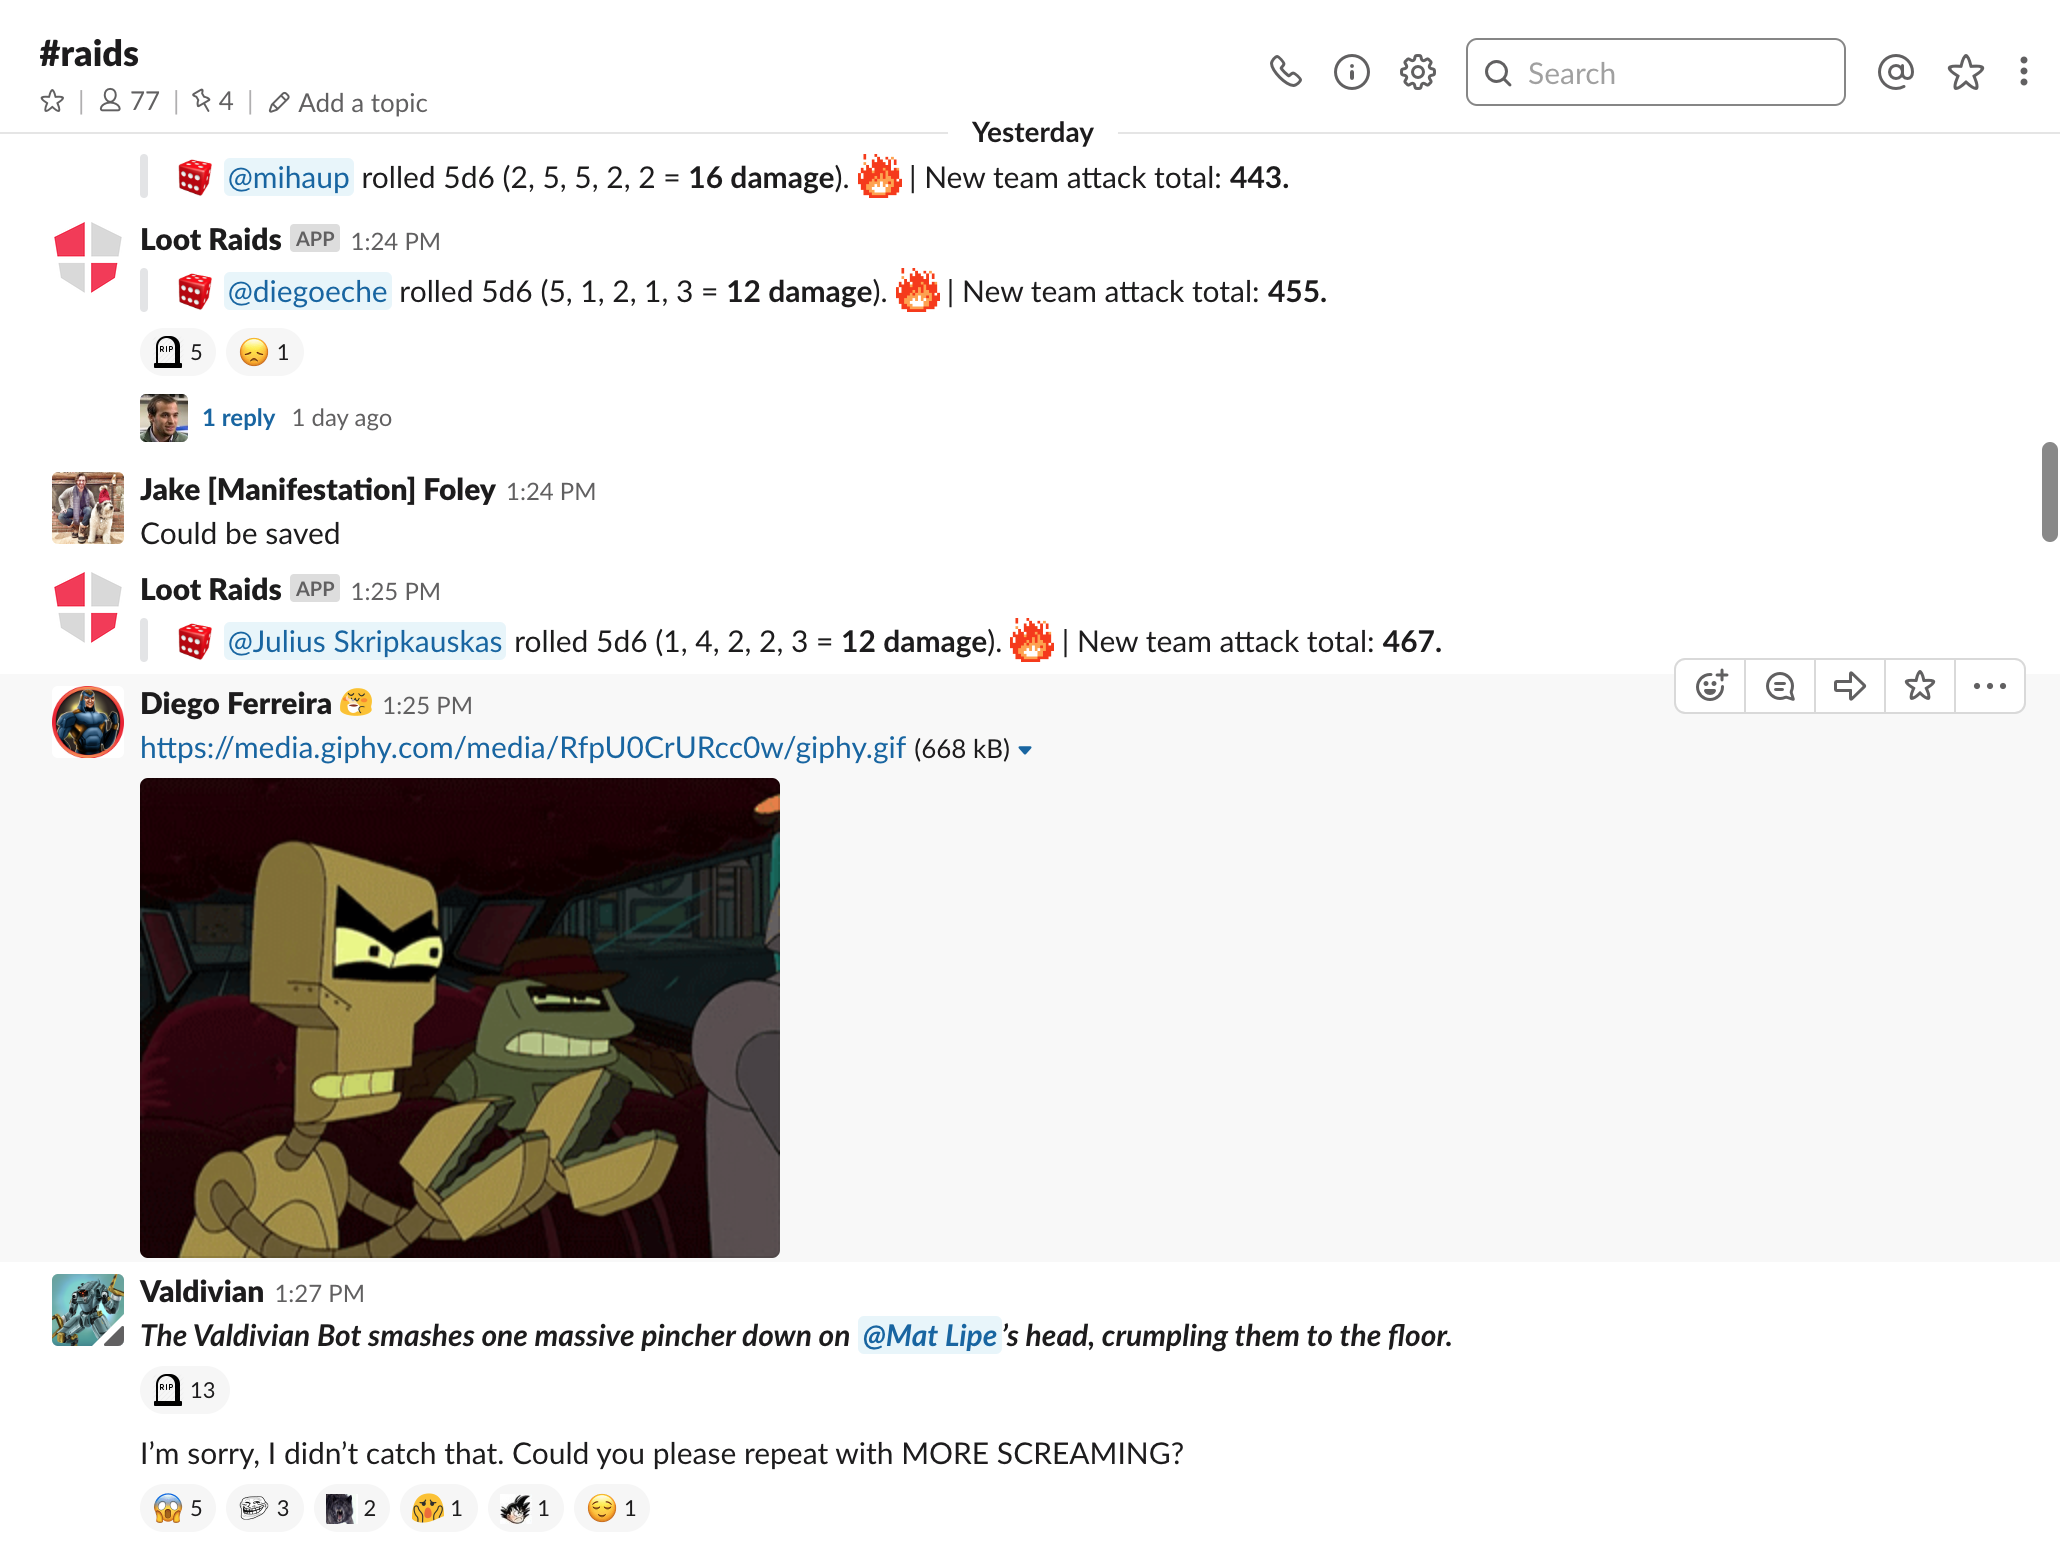 #raids
77 | 4 | Add a topic
Search
Yesterday
@mihaup rolled 5d6 (2, 5, 5, 2, 2 = 16 damage). | New team attack total: 443.
Loot Raids APP 1:24 PM
@diegoeche rolled 5d6 (5, 1, 2, 1, 3 = 12 damage). | New team attack total: 455.
RIP 5 1
1 reply 1 day ago
Jake [Manifestation] Foley 1:24 PM
Could be saved
Loot Raids APP 1:25 PM
@Julius Skripkauskas rolled 5d6 (1, 4, 2, 2, 3 = 12 damage). | New team attack total: 467.
Diego Ferreira 1:25 PM
https://media.giphy.com/media/RfpU0CrURcc0w/giphy.gif (668 kB)
Valdivian 1:27 PM
The Valdivian Bot smashes one massive pincher down on @Mat Lipe’s head, crumpling them to the floor.
RIP 13
I’m sorry, I didn’t catch that. Could you please repeat with MORE SCREAMING?
5 3 2 1 1 1